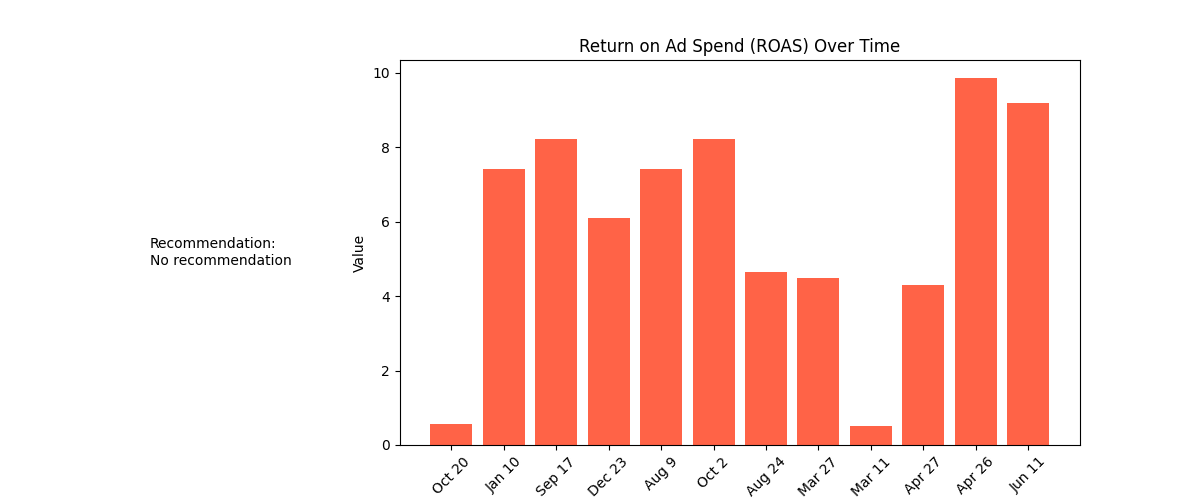 Return on Ad Spend (ROAS) Over Time
Recommendation:
No recommendation
Value
10
8
6
4
2
0
Oct 20
Jan 10
Sep 17
Dec 23
Aug 9
Oct 2
Aug 24
Mar 27
Mar 11
Apr 27
Apr 26
Jun 11